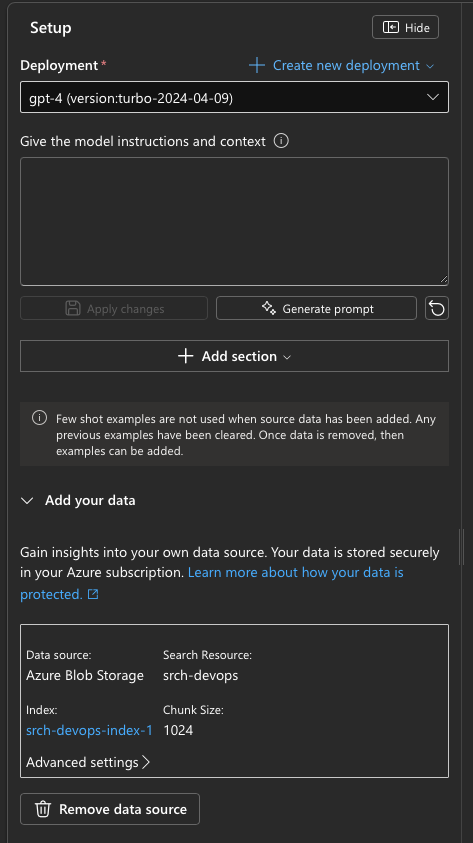 Setup
Hide
Deployment*
Create new deployment
gpt-4 (version:turbo-2024-04-09)
Give the model instructions and context
Apply changes
Generate prompt
Add section
Few shot examples are not used when source data has been added. Any
previous examples have been cleared. Once data is removed, then
examples can be added.
Add your data
Gain insights into your own data source. Your data is stored securely
in your Azure subscription. Learn more about how your data is
protected.
Data source:
Azure Blob Storage
Search Resource:
srch-devops
Index:
srch-devops-index-1
Chunk Size:
1024
Advanced settings
Remove data source